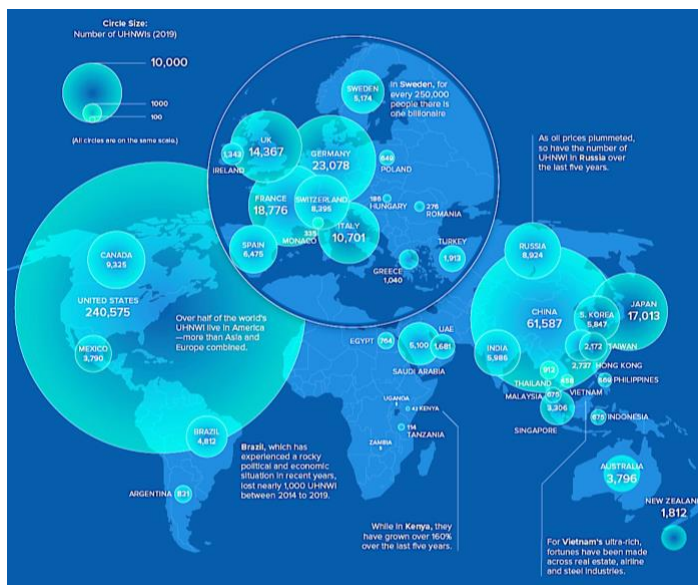 Circle Size:
Number of UHNWIs (2019)
10,000
1000
100
(All circles are on the same scale.)
SWEDEN
5,174
In Sweden, for
every 250,000
people there is
one billionaire
UK
14,367
1,343
IRELAND
GERMANY
23,078
649
POLAND
FRANCE
18,776
SWITZERLAND
8,395
HUNGARY
276
ROMANIA
335
MONACO
ITALY
10,701
SPAIN
6,475
GREECE
1,040
TURKEY
1,913
As oil prices plummeted,
so have the number of
UHNWI in Russia over
the last five years.
CANADA
9,325
UNITED STATES
240,575
Over half of the world's
UHNWI live in America
—more than Asia and
Europe combined.
MEXICO
3,790
BRAZIL
4,812
Brazil, which has
experienced a rocky
political and economic
situation in recent years,
lost nearly 1,000 UHNWI
between 2014 to 2019.
ARGENTINA
831
EGYPT
764
5,100
SAUDI ARABIA
UAE
1,681
UGANDA
42 KENYA
114
TANZANIA
ZAMBIA
While in Kenya, they
have grown over 160%
over the last five years.
RUSSIA
8,924
CHINA
61,587
JAPAN
17,013
S. KOREA
5,847
INDIA
5,986
2,172
TAIWAN
2,737
HONG KONG
912
THAILAND
458
VIETNAM
PHILIPPINES
675
MALAYSIA
3,306
SINGAPORE
675
INDONESIA
AUSTRALIA
3,796
NEW ZEALAND
1,812
For Vietnam's ultra-rich,
fortunes have been made
across real estate, airline
and steel industries.